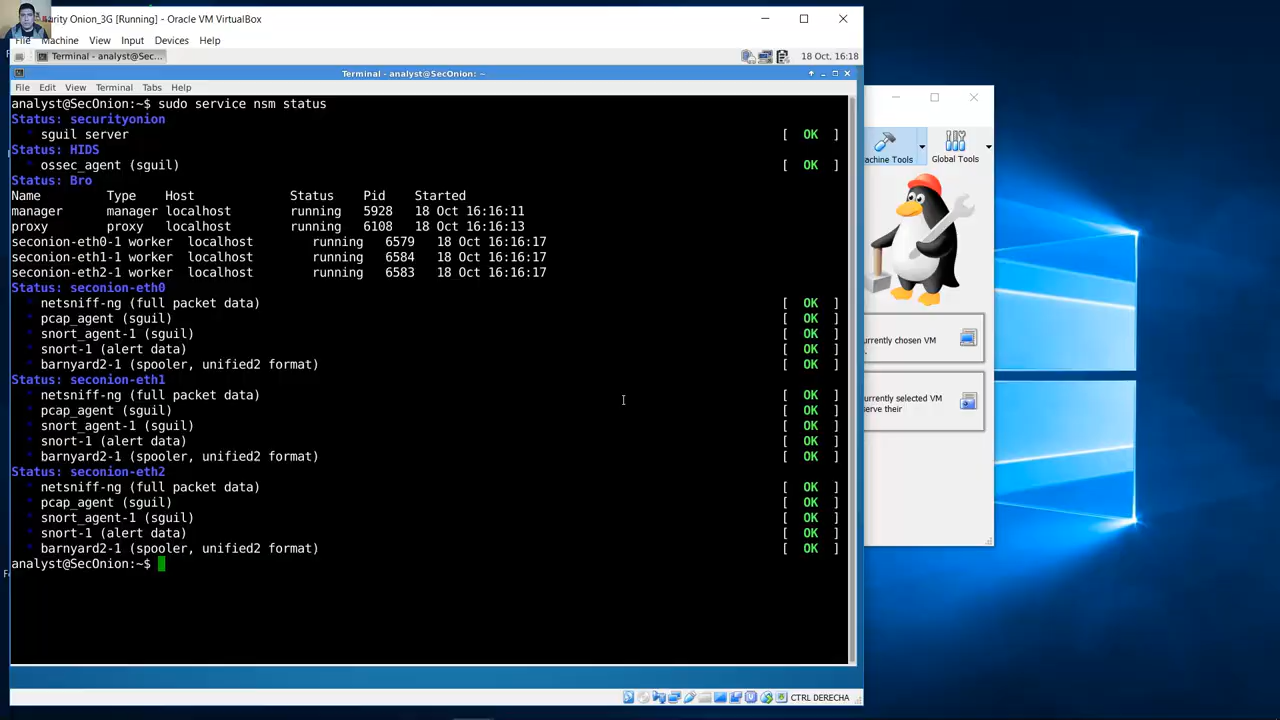 urity Onion_3G [Running] - Oracle VM VirtualBox
File Machine View Input Devices Help
Terminal - analyst@Sec...
18 Oct, 16:18
Terminal - analyst@SecOnion: ~
File Edit View Terminal Tabs Help
analyst@SecOnion:~$ sudo service nsm status
Status: securityonion
* sguil server [ OK ]
Status: HIDS
* ossec_agent (sguil) [ OK ]
Status: Bro
Name Type Host Status Pid Started
manager manager localhost running 5928 18 Oct 16:16:11
proxy proxy localhost running 6108 18 Oct 16:16:13
seconion-eth0-1 worker localhost running 6579 18 Oct 16:16:17
seconion-eth1-1 worker localhost running 6584 18 Oct 16:16:17
seconion-eth2-1 worker localhost running 6583 18 Oct 16:16:17
Status: seconion-eth0
* netsniff-ng (full packet data) [ OK ]
* pcap_agent (sguil) [ OK ]
* snort_agent-1 (sguil) [ OK ]
* snort-1 (alert data) [ OK ]
* barnyard2-1 (spooler, unified2 format) [ OK ]
Status: seconion-eth1
* netsniff-ng (full packet data) [ OK ]
* pcap_agent (sguil) [ OK ]
* snort_agent-1 (sguil) [ OK ]
* snort-1 (alert data) [ OK ]
* barnyard2-1 (spooler, unified2 format) [ OK ]
Status: seconion-eth2
* netsniff-ng (full packet data) [ OK ]
* pcap_agent (sguil) [ OK ]
* snort_agent-1 (sguil) [ OK ]
* snort-1 (alert data) [ OK ]
* barnyard2-1 (spooler, unified2 format) [ OK ]
analyst@SecOnion:~$
CTRL DERECHA
achine Tools
Global Tools
urrently chosen VM
urrently selected VM
erve their